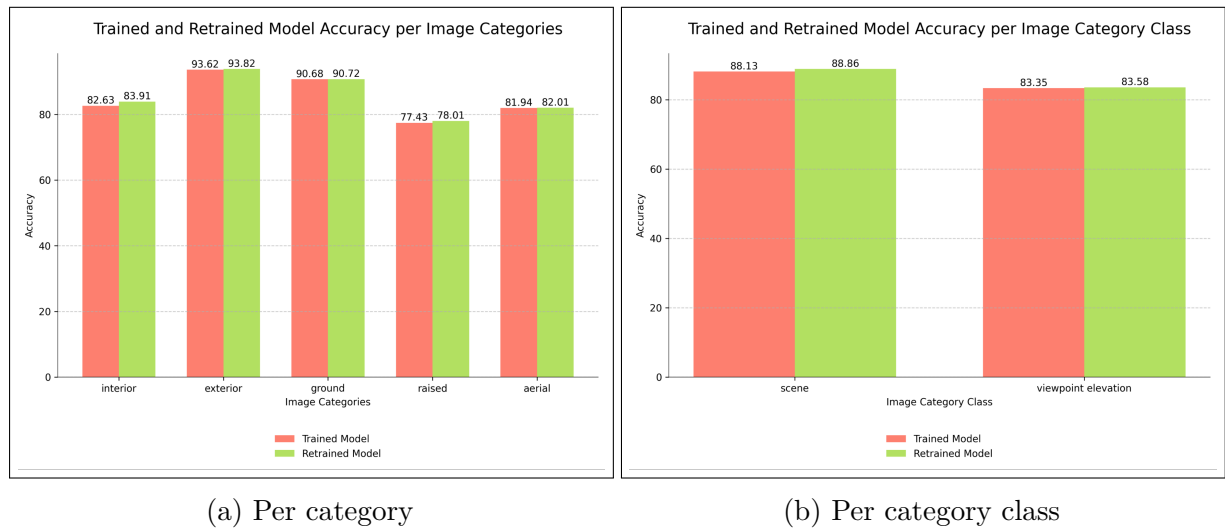 Trained and Retrained Model Accuracy per Image Categories
82.63 83.91 93.62 93.82 90.68 90.72 77.43 78.01 81.94 82.01
Accuracy
80
60
40
20
0
interior exterior ground raised aerial
Image Categories
Trained Model
Retrained Model
(a) Per category
Trained and Retrained Model Accuracy per Image Category Class
88.13 88.86 83.35 83.58
Accuracy
80
60
40
20
0
scene viewpoint elevation
Image Category Class
Trained Model
Retrained Model
(b) Per category class